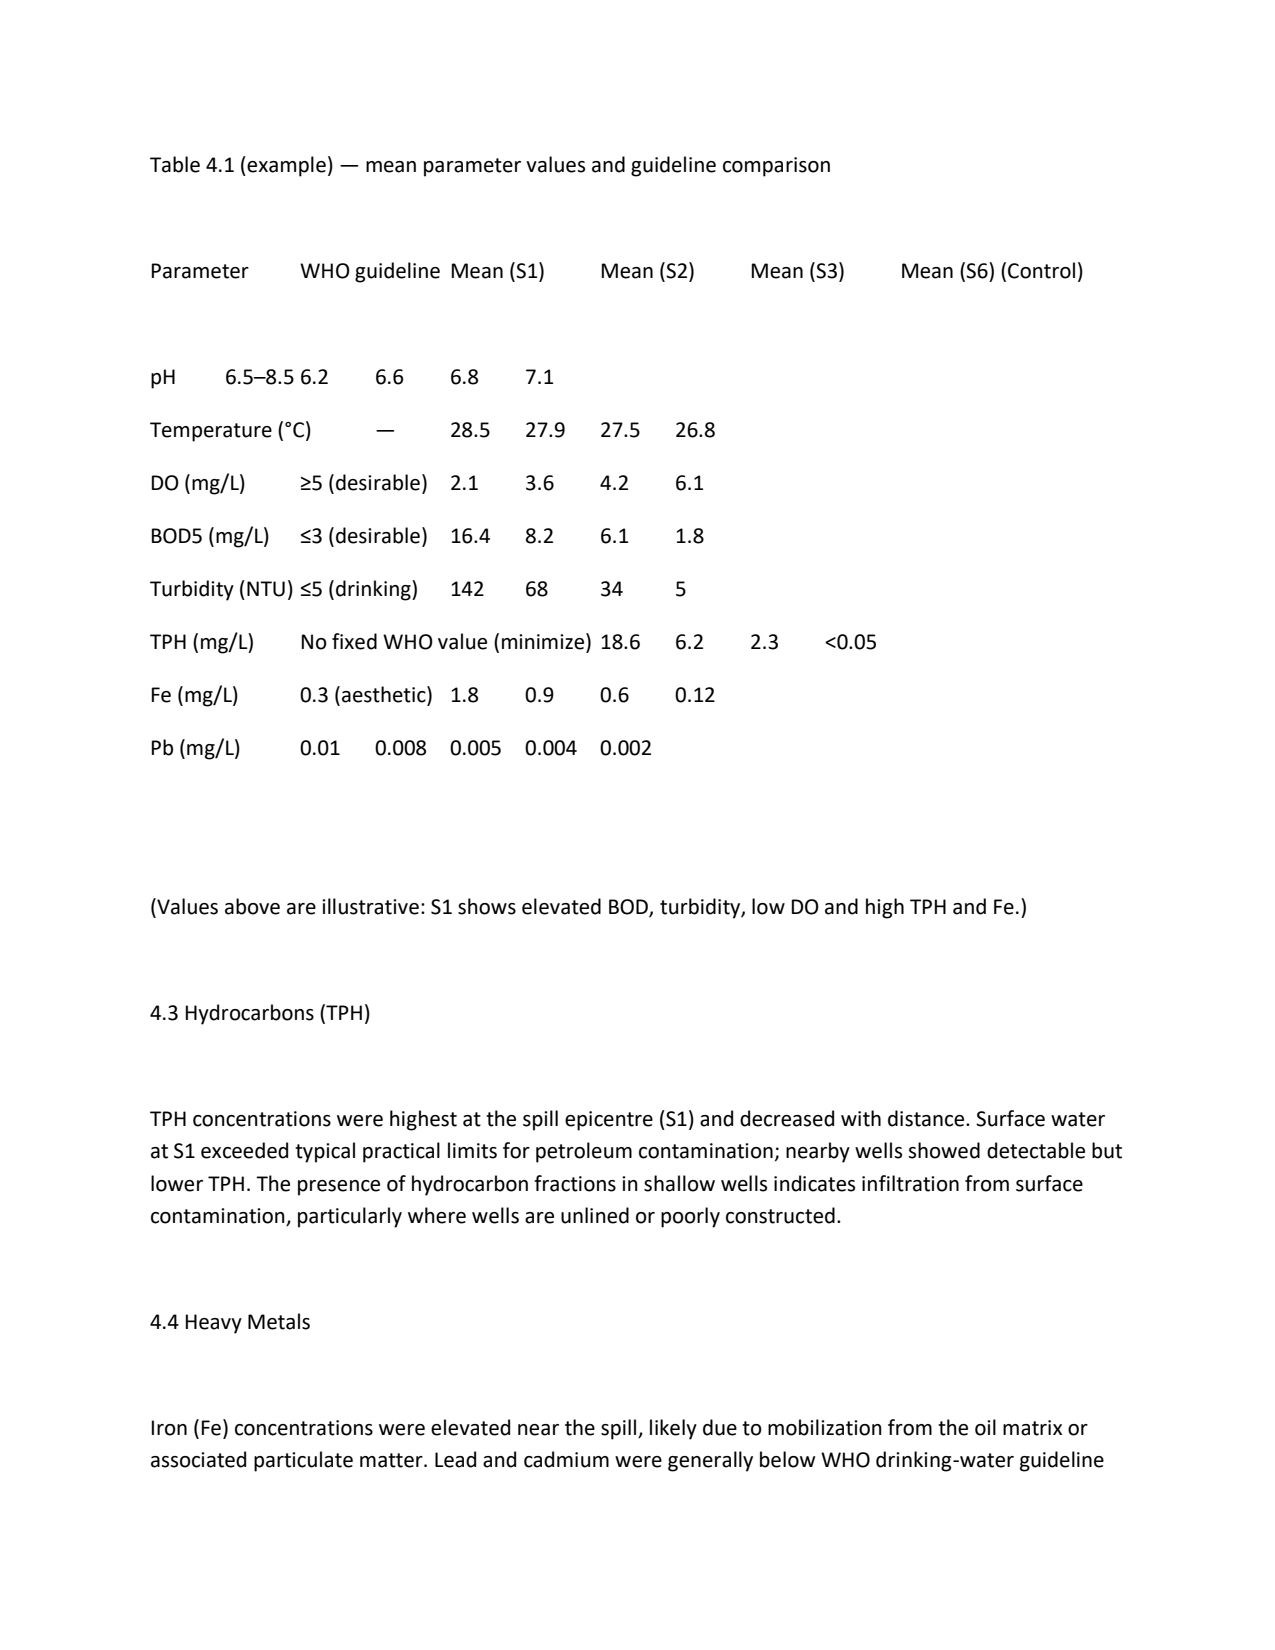 Table 4.1 (example) — mean parameter values and guideline comparison
Parameter WHO guideline Mean (S1) Mean (S2) Mean (S3) Mean (S6) (Control)
pH 6.5–8.5 6.2 6.6 6.8 7.1
Temperature (°C) — 28.5 27.9 27.5 26.8
DO (mg/L) ≥5 (desirable) 2.1 3.6 4.2 6.1
BOD5 (mg/L) ≤3 (desirable) 16.4 8.2 6.1 1.8
Turbidity (NTU) ≤5 (drinking) 142 68 34 5
TPH (mg/L) No fixed WHO value (minimize) 18.6 6.2 2.3 <0.05
Fe (mg/L) 0.3 (aesthetic) 1.8 0.9 0.6 0.12
Pb (mg/L) 0.01 0.008 0.005 0.004 0.002
(Values above are illustrative: S1 shows elevated BOD, turbidity, low DO and high TPH and Fe.)
4.3 Hydrocarbons (TPH)
TPH concentrations were highest at the spill epicentre (S1) and decreased with distance. Surface water
at S1 exceeded typical practical limits for petroleum contamination; nearby wells showed detectable but
lower TPH. The presence of hydrocarbon fractions in shallow wells indicates infiltration from surface
contamination, particularly where wells are unlined or poorly constructed.
4.4 Heavy Metals
Iron (Fe) concentrations were elevated near the spill, likely due to mobilization from the oil matrix or
associated particulate matter. Lead and cadmium were generally below WHO drinking-water guideline